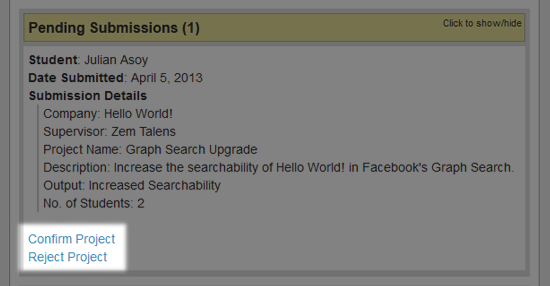 Pending Submissions (1)
Click to show/hide
Student: Julian Asoy
Date Submitted: April 5, 2013
Submission Details
Company: Hello World!
Supervisor: Zem Talens
Project Name: Graph Search Upgrade
Description: Increase the searchability of Hello World! in Facebook's Graph Search.
Output: Increased Searchability
No. of Students: 2
Confirm Project
Reject Project